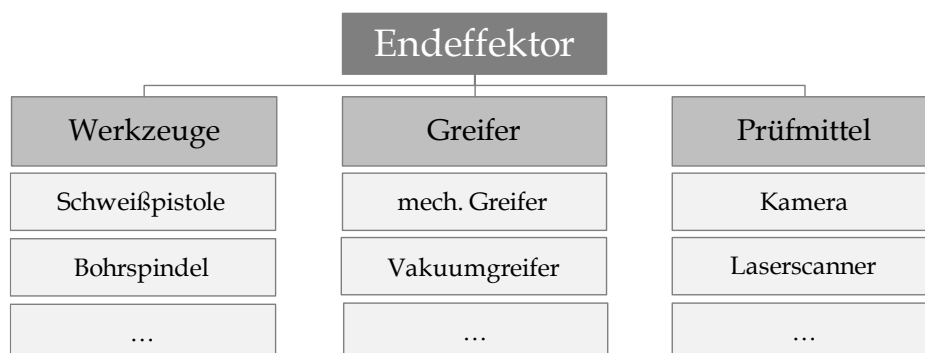 Endeffektor
Werkzeuge
Greifer
Prüfmittel
Schweißpistole
mech. Greifer
Kamera
Bohrspindel
Vakuumgreifer
Laserscanner
…
…
…